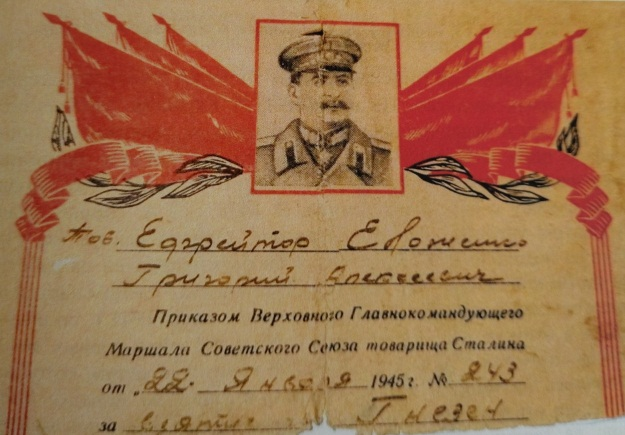 Тов. Ефрейтор
Григорий Алексеевич
Приказом Верховного Главнокомандующего
Маршала Советского Союза товарища Сталина
от „22" Января 1945 г. № 243
за взятие Гнезен